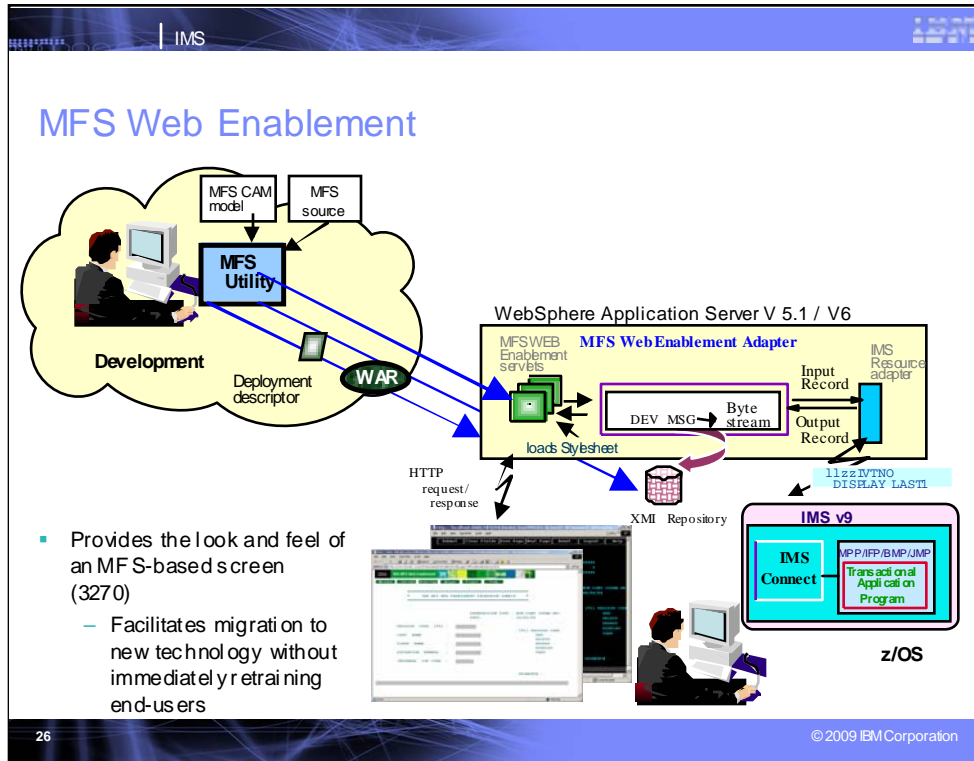 IMS
IBM
MFS Web Enablement
MFS CAM
model
MFS
source
MFS
Utility
Development
Deployment
descriptor
WAR
WebSphere Application Server V 5.1 / V6
MFS WEB
Enablement
servlets
MFS Web Enablement Adapter
IMS
Resource
adapter
Input
Record
DEV MSG
Byte
stream
Output
Record
loads Stylesheet
HTTP
request/
response
XMI Repository
llzzIVTNO
DISPLAY LAST1
IMS v9
IMS
Connect
MPP/IFP/BMP/JMP
Transactional
Application
Program
z/OS
Provides the look and feel of
an MFS-based screen
(3270)
– Facilitates migration to
new technology without
immediately retraining
end-users
26
© 2009 IBM Corporation